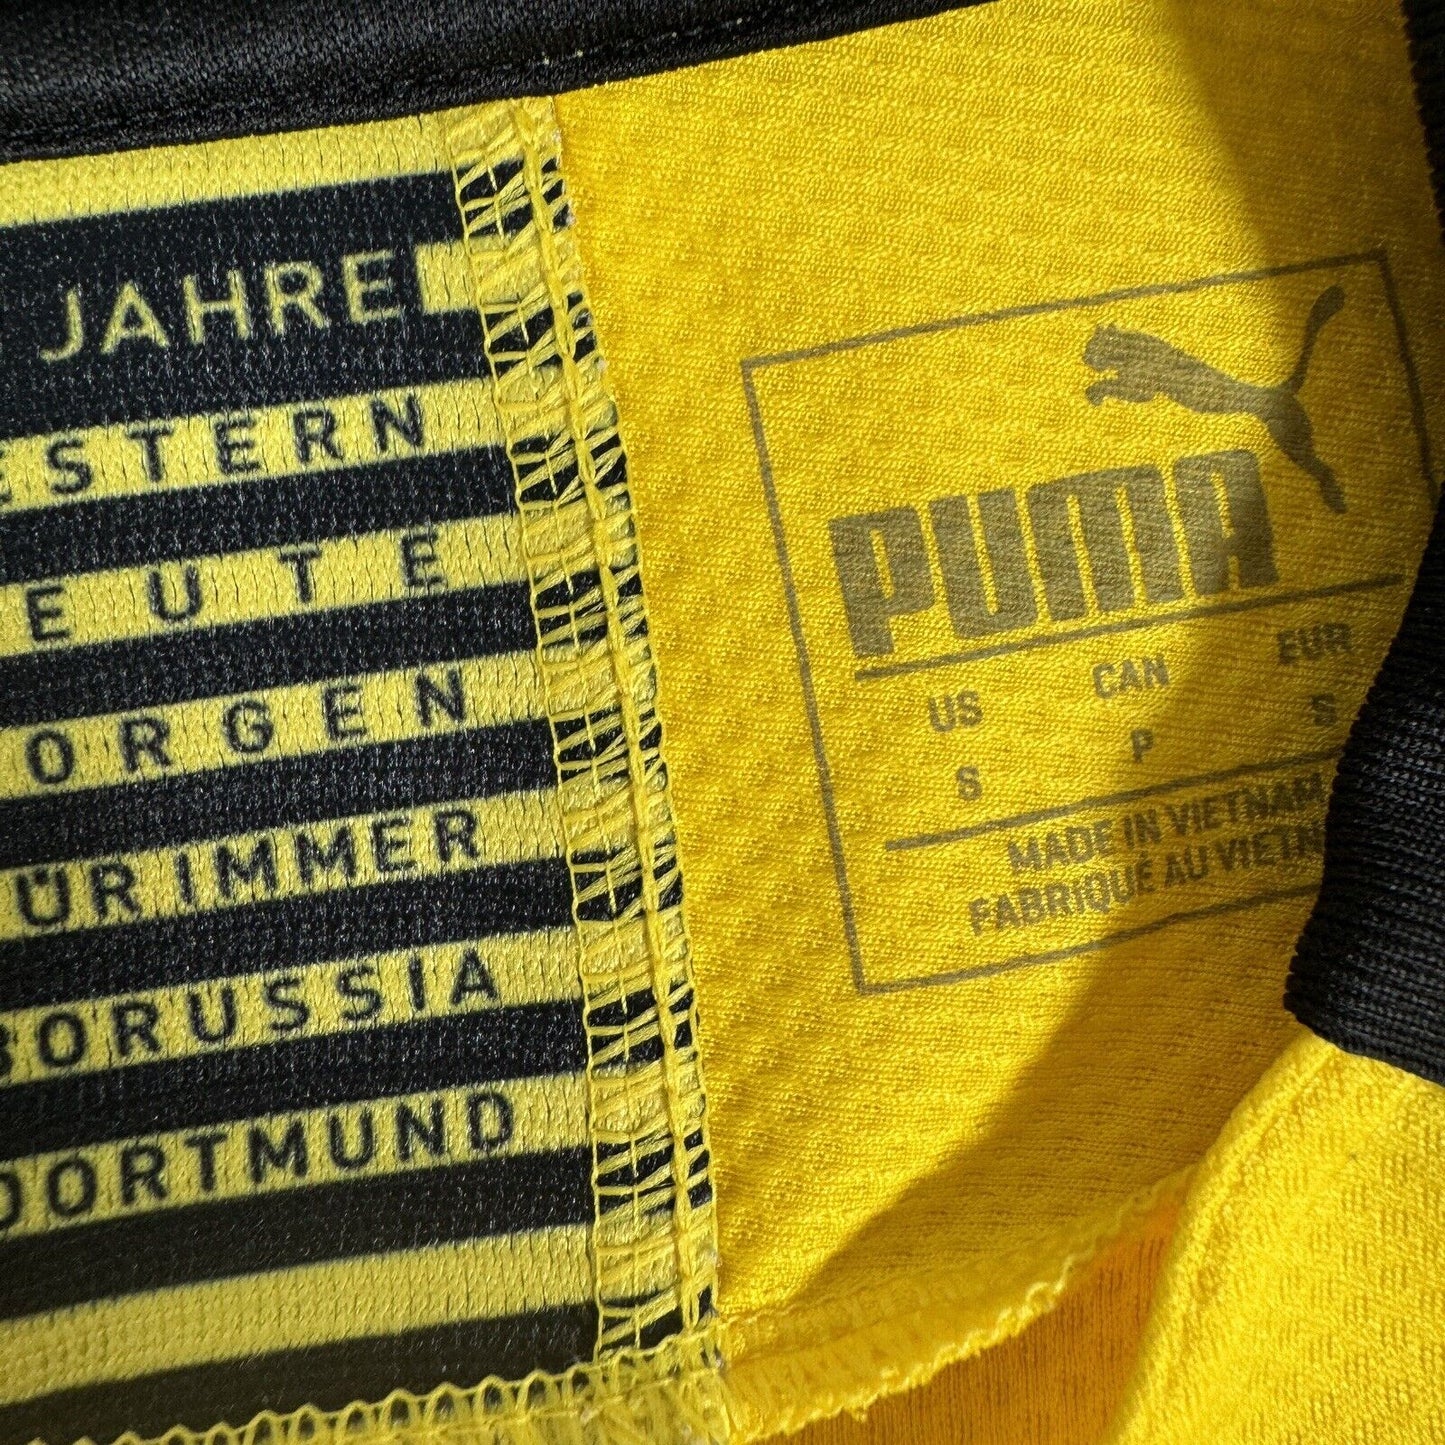 JAHRE
ESTERN
EUTE
ORGEN
ÜR IMMER
BORUSSIA
DORTMUND
PUMA
US CAN EUR
S P S
MADE IN VIETNAM
FABRIQUÉ AU VIETN